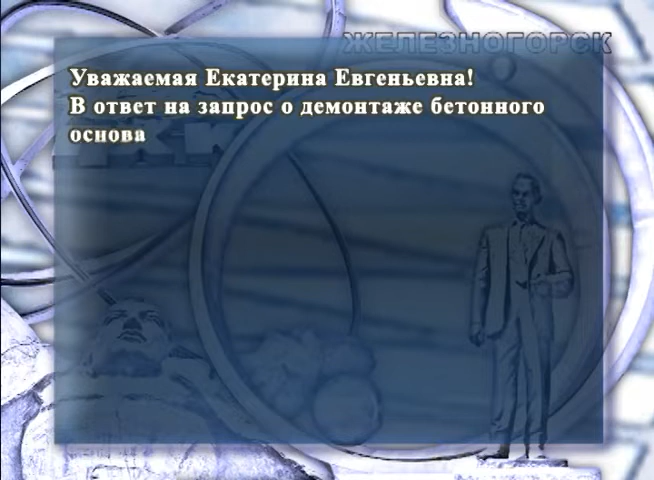 ЖЕЛЕЗНОГОРСК
Уважаемая Екатерина Евгеньевна!
В ответ на запрос о демонтаже бетонного
основа